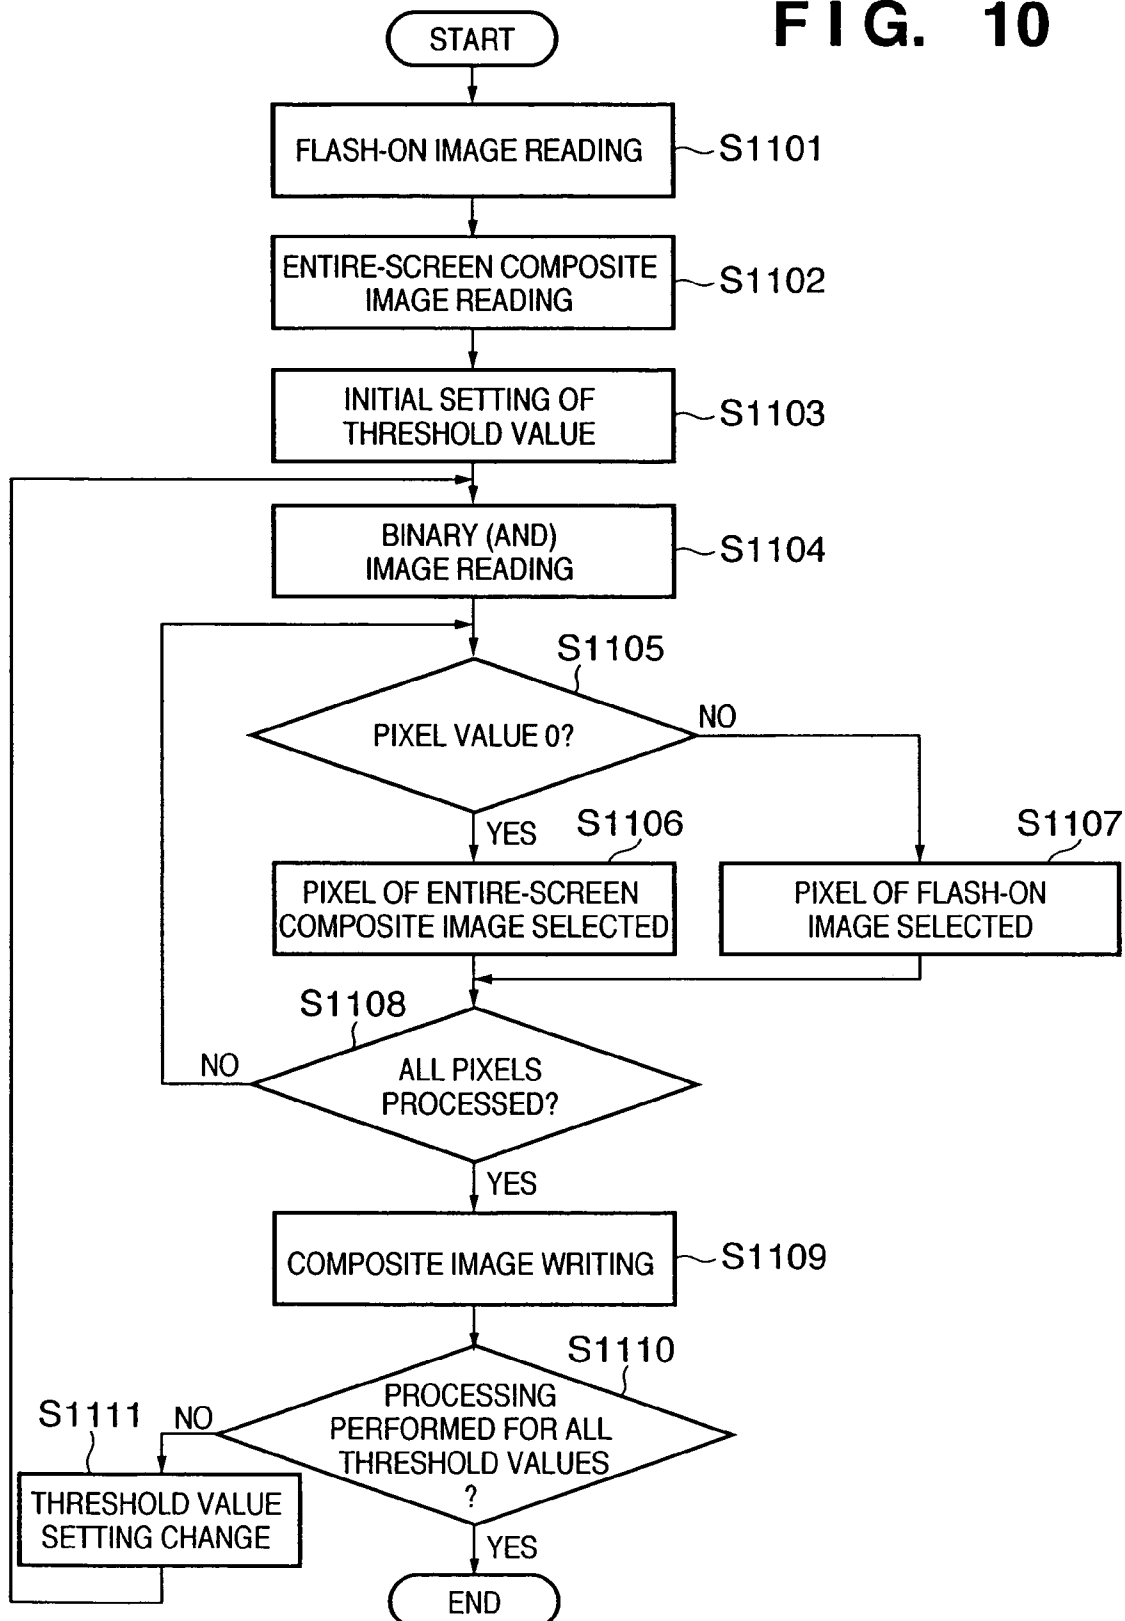 FIG. 10
START
FLASH-ON IMAGE READING
S1101
ENTIRE-SCREEN COMPOSITE
IMAGE READING
S1102
INITIAL SETTING OF
THRESHOLD VALUE
S1103
BINARY (AND)
IMAGE READING
S1104
S1105
PIXEL VALUE 0?
NO
YES
S1106
S1107
PIXEL OF ENTIRE-SCREEN
COMPOSITE IMAGE SELECTED
PIXEL OF FLASH-ON
IMAGE SELECTED
S1108
NO
ALL PIXELS
PROCESSED?
YES
COMPOSITE IMAGE WRITING
S1109
S1110
PROCESSING
PERFORMED FOR ALL
THRESHOLD VALUES
?
S1111
NO
THRESHOLD VALUE
SETTING CHANGE
YES
END